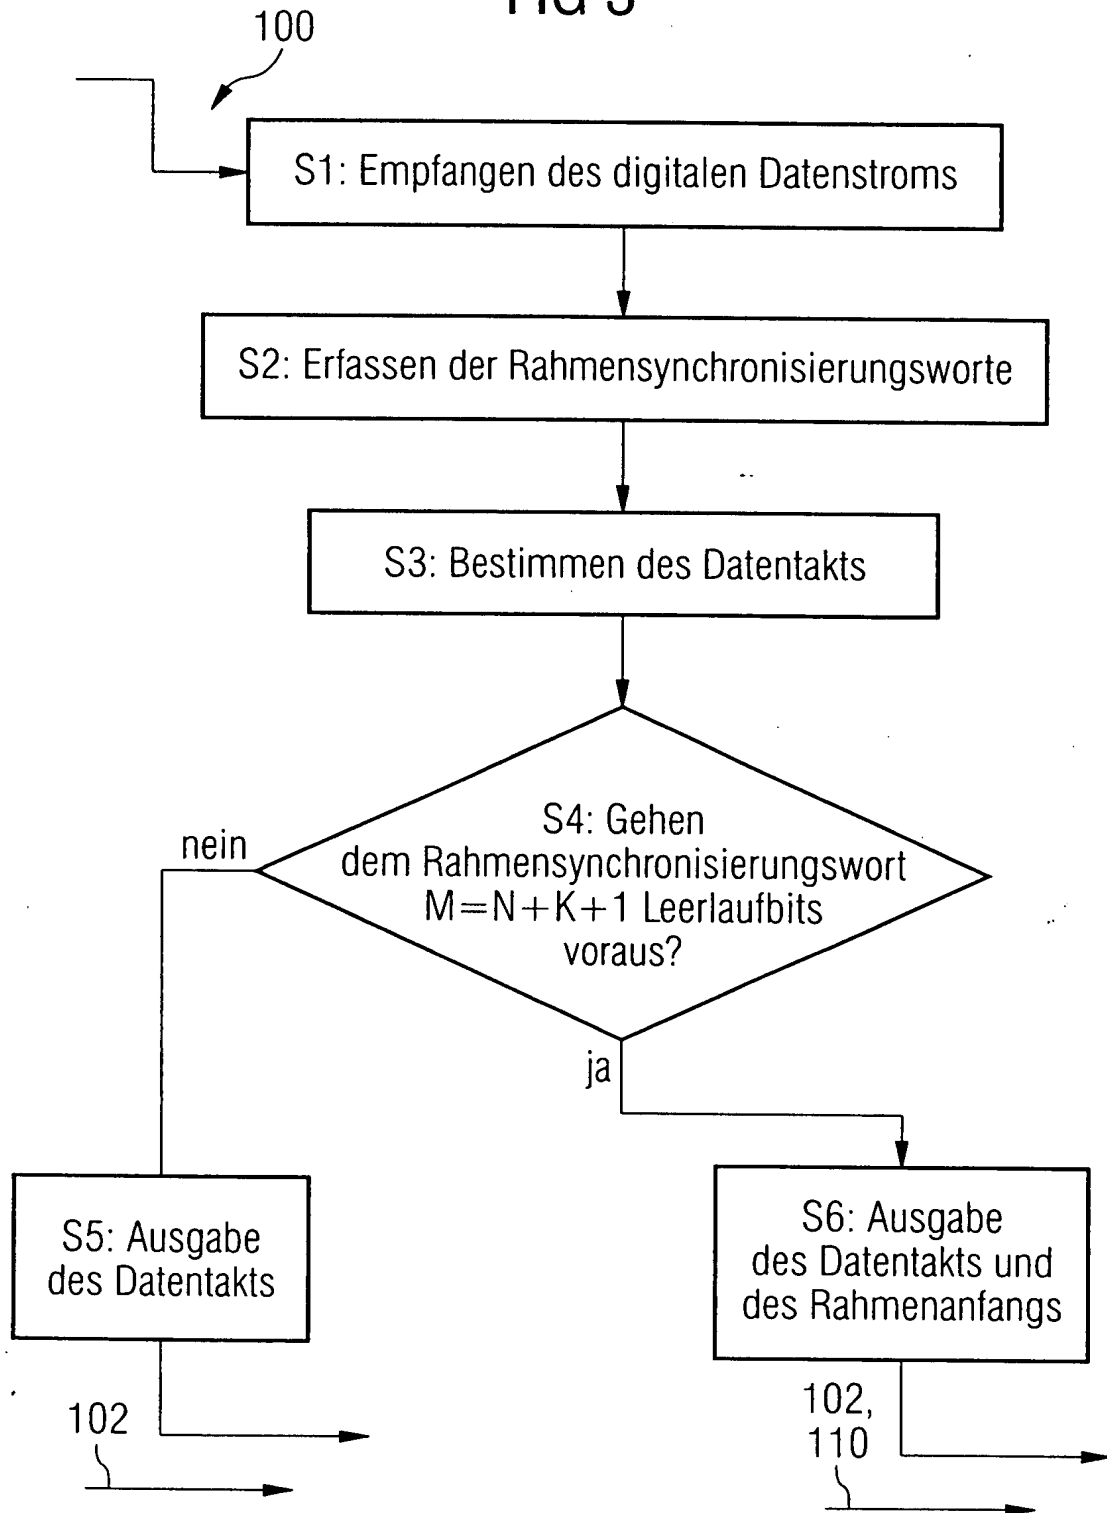 100
S1: Empfangen des digitalen Datenstroms
S2: Erfassen der Rahmensynchronisierungsworte
S3: Bestimmen des Datentakts
S4: Gehen
dem Rahmensynchronisierungswort
M=N+K+1 Leerlaufbits
voraus?
nein
ja
S5: Ausgabe
des Datentakts
S6: Ausgabe
des Datentakts und
des Rahmenanfangs
102
102,
110